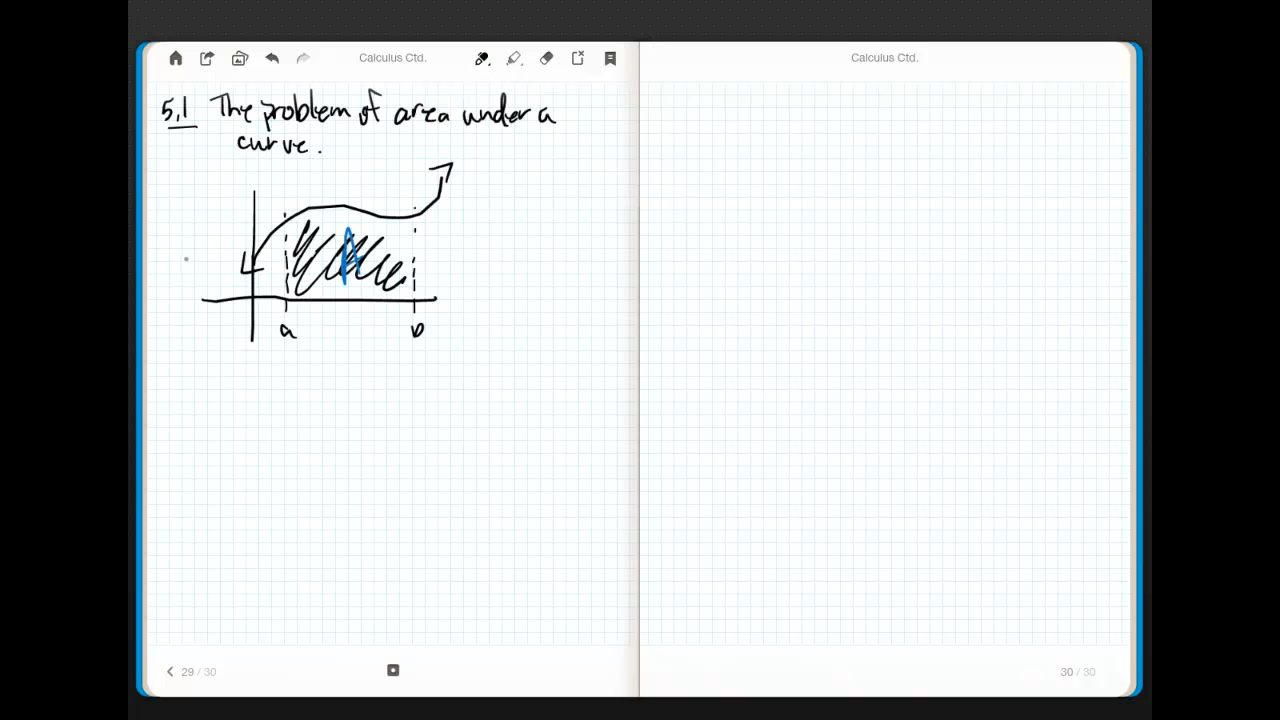 Calculus Ctd.
Calculus Ctd.
5.1 The problem of area under a
curve.
A
a
b
29 / 30
30 / 30